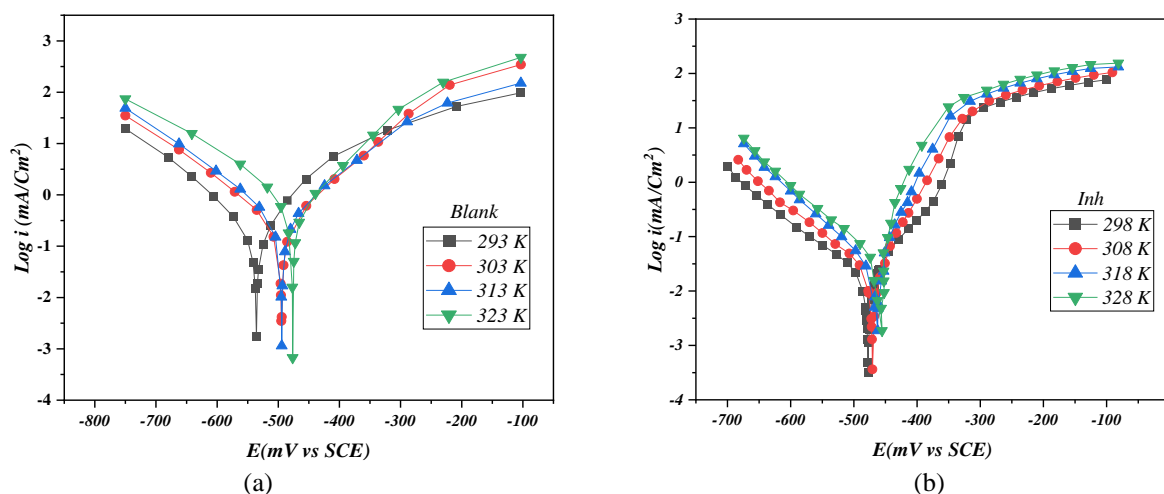 3
2
1
0
-1
-2
-3
-4
-800 -700 -600 -500 -400 -300 -200 -100
Log i (mA/Cm²)
E(mV vs SCE)
Blank
293 K
303 K
313 K
323 K
(a)
3
2
1
0
-1
-2
-3
-4
-700 -600 -500 -400 -300 -200 -100
Log i(mA/Cm²)
E(mV vs SCE)
Inh
298 K
308 K
318 K
328 K
(b)